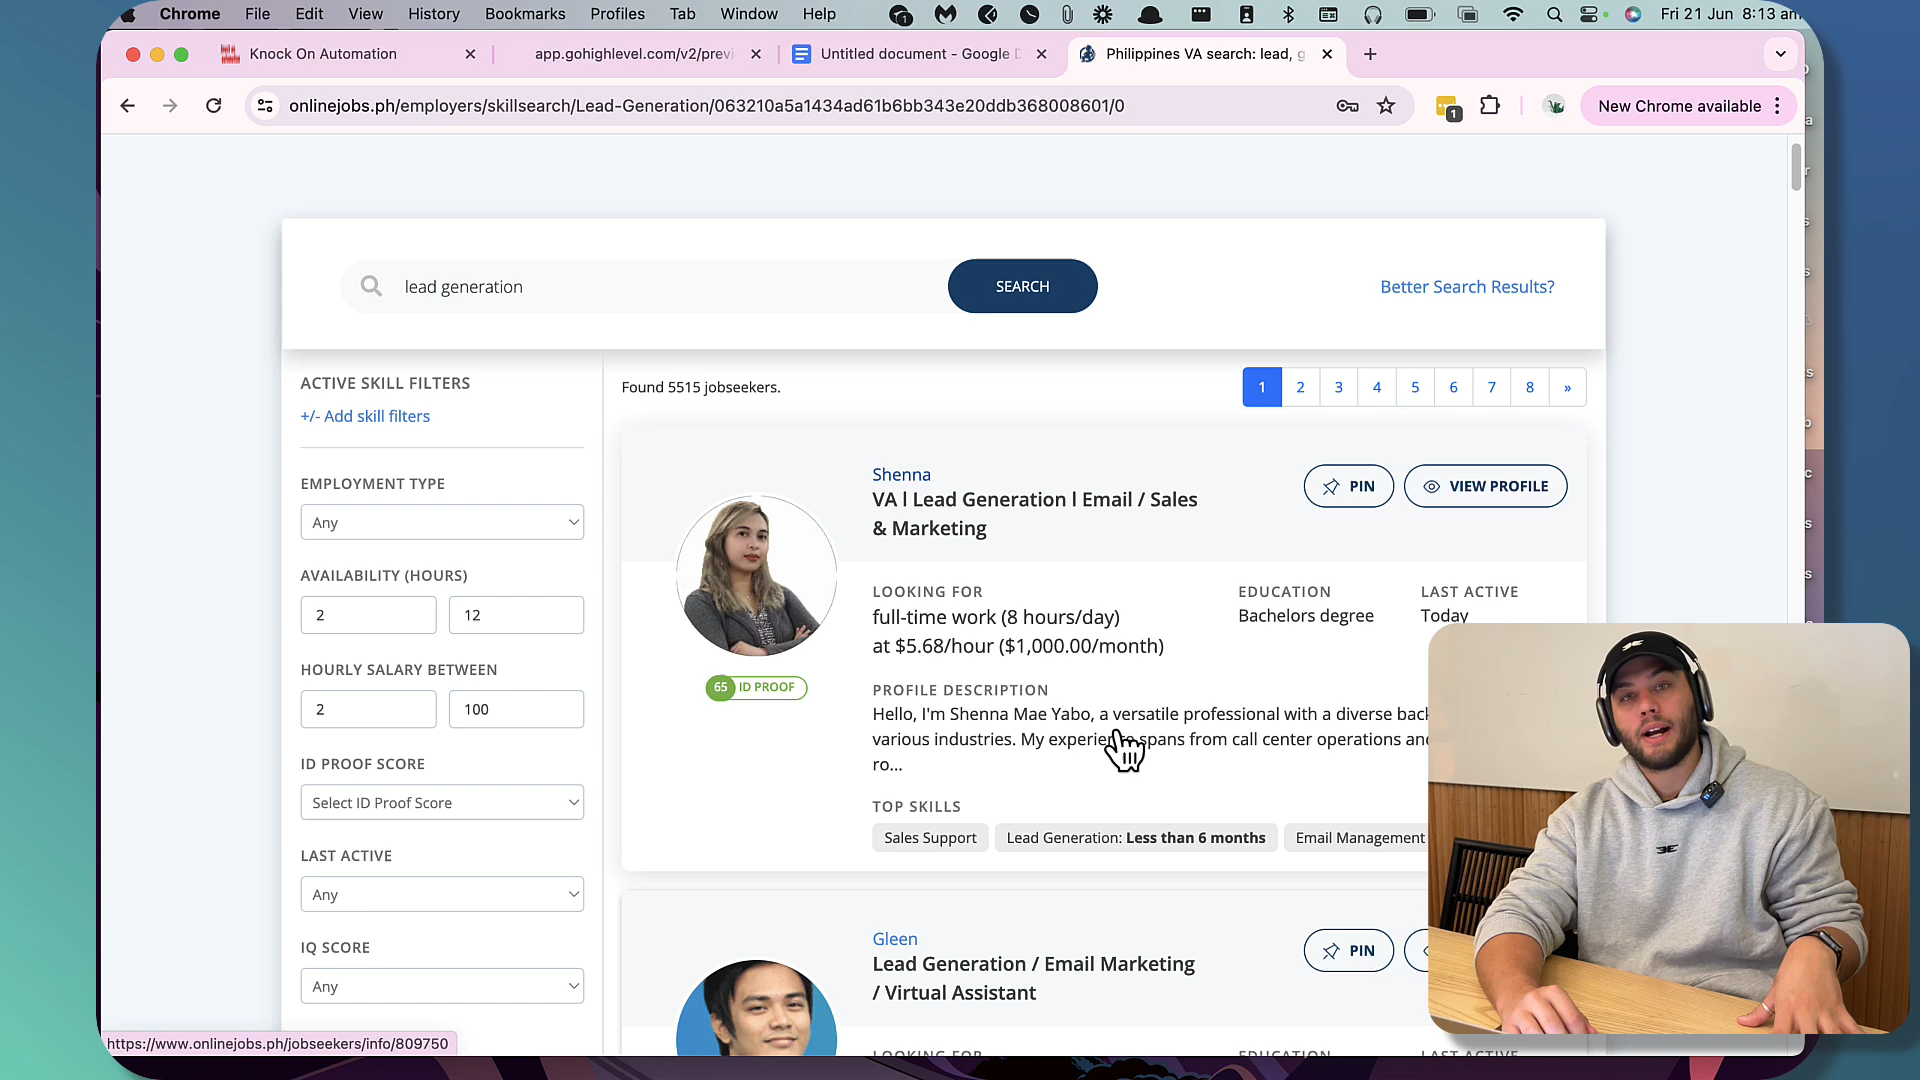 Chrome File Edit View History Bookmarks Profiles Tab Window Help 1 Fri 21 Jun 8:13 am
Knock On Automation app.gohighlevel.com/v2/previ Untitled document - Google D Philippines VA search: lead, g
onlinejobs.ph/employers/skillsearch/Lead-Generation/063210a5a1434ad61b6bb343e20ddb368008601/0 1 New Chrome available
lead generation SEARCH Better Search Results?
ACTIVE SKILL FILTERS
+/- Add skill filters
EMPLOYMENT TYPE
Any
AVAILABILITY (HOURS)
2 12
HOURLY SALARY BETWEEN
2 100
ID PROOF SCORE
Select ID Proof Score
LAST ACTIVE
Any
IQ SCORE
Any
Found 5515 jobseekers. 1 2 3 4 5 6 7 8 »
Shenna
VA l Lead Generation l Email / Sales
& Marketing
PIN VIEW PROFILE
65 ID PROOF
LOOKING FOR
full-time work (8 hours/day)
at $5.68/hour ($1,000.00/month)
EDUCATION
Bachelors degree
LAST ACTIVE
Today
PROFILE DESCRIPTION
Hello, I'm Shenna Mae Yabo, a versatile professional with a diverse
various industries. My spans from call center operations
ro...
TOP SKILLS
Sales Support Lead Generation: Less than 6 months Email Management
Gleen
Lead Generation / Email Marketing
/ Virtual Assistant
PIN
LOOKING FOR EDUCATION LAST ACTIVE
https://www.onlinejobs.ph/jobseekers/info/809750